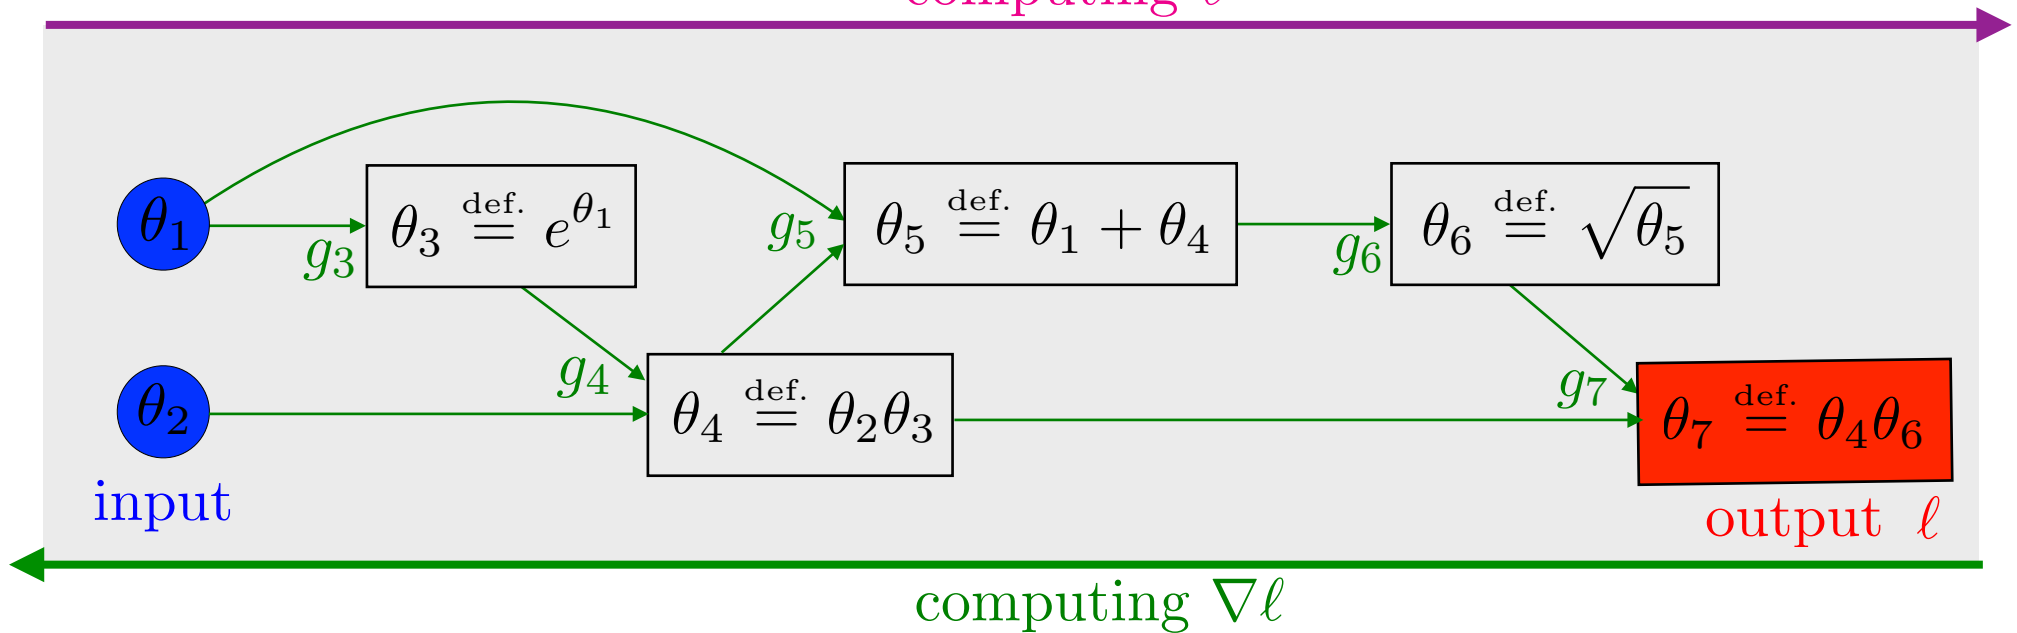 computing ℓ
θ₁
g₃
θ₃ def.= e^θ₁
g₅
θ₅ def.= θ₁ + θ₄
g₆
θ₆ def.= √θ₅
θ₂
g₄
θ₄ def.= θ₂θ₃
g₇
θ₇ def.= θ₄θ₆
input
output ℓ
computing ∇ℓ